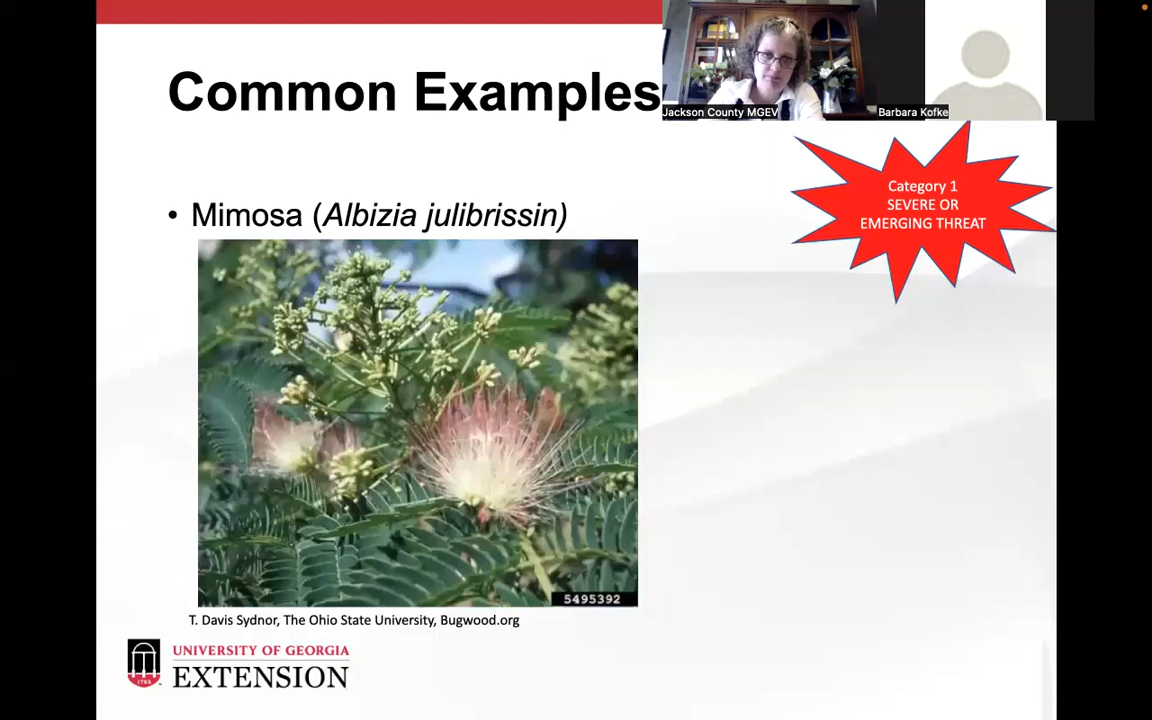 Common Examples
Jackson County MGEV
Barbara Kofke
Category 1
SEVERE OR
EMERGING THREAT
• Mimosa (Albizia julibrissin)
5495392
T. Davis Sydnor, The Ohio State University, Bugwood.org
UNIVERSITY OF GEORGIA
EXTENSION
1785